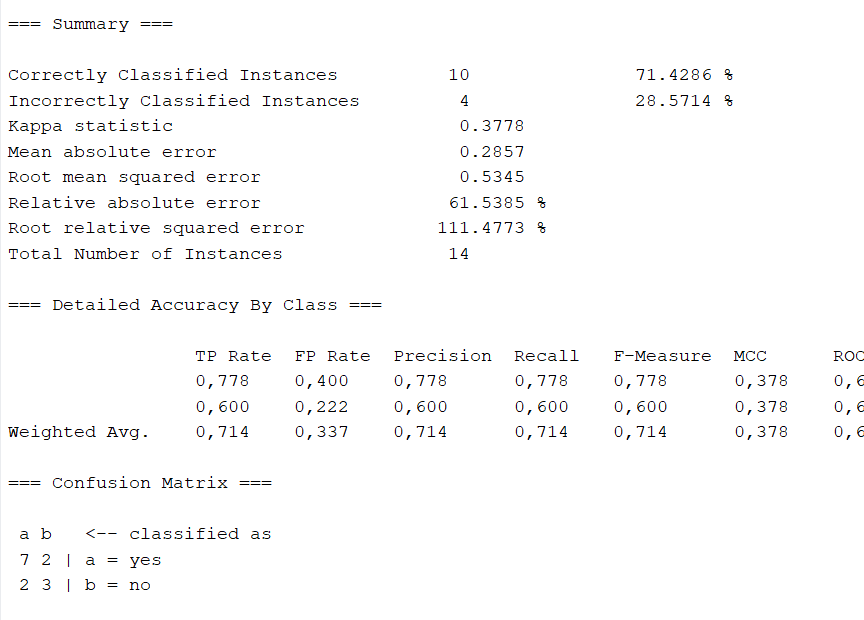 === Summary ===
Correctly Classified Instances 10 71.4286 %
Incorrectly Classified Instances 4 28.5714 %
Kappa statistic 0.3778
Mean absolute error 0.2857
Root mean squared error 0.5345
Relative absolute error 61.5385 %
Root relative squared error 111.4773 %
Total Number of Instances 14
=== Detailed Accuracy By Class ===
TP Rate FP Rate Precision Recall F-Measure MCC ROC
0,778 0,400 0,778 0,778 0,778 0,378 0,6
0,600 0,222 0,600 0,600 0,600 0,378 0,6
Weighted Avg. 0,714 0,337 0,714 0,714 0,714 0,378 0,6
=== Confusion Matrix ===
a b <-- classified as
7 2 | a = yes
2 3 | b = no